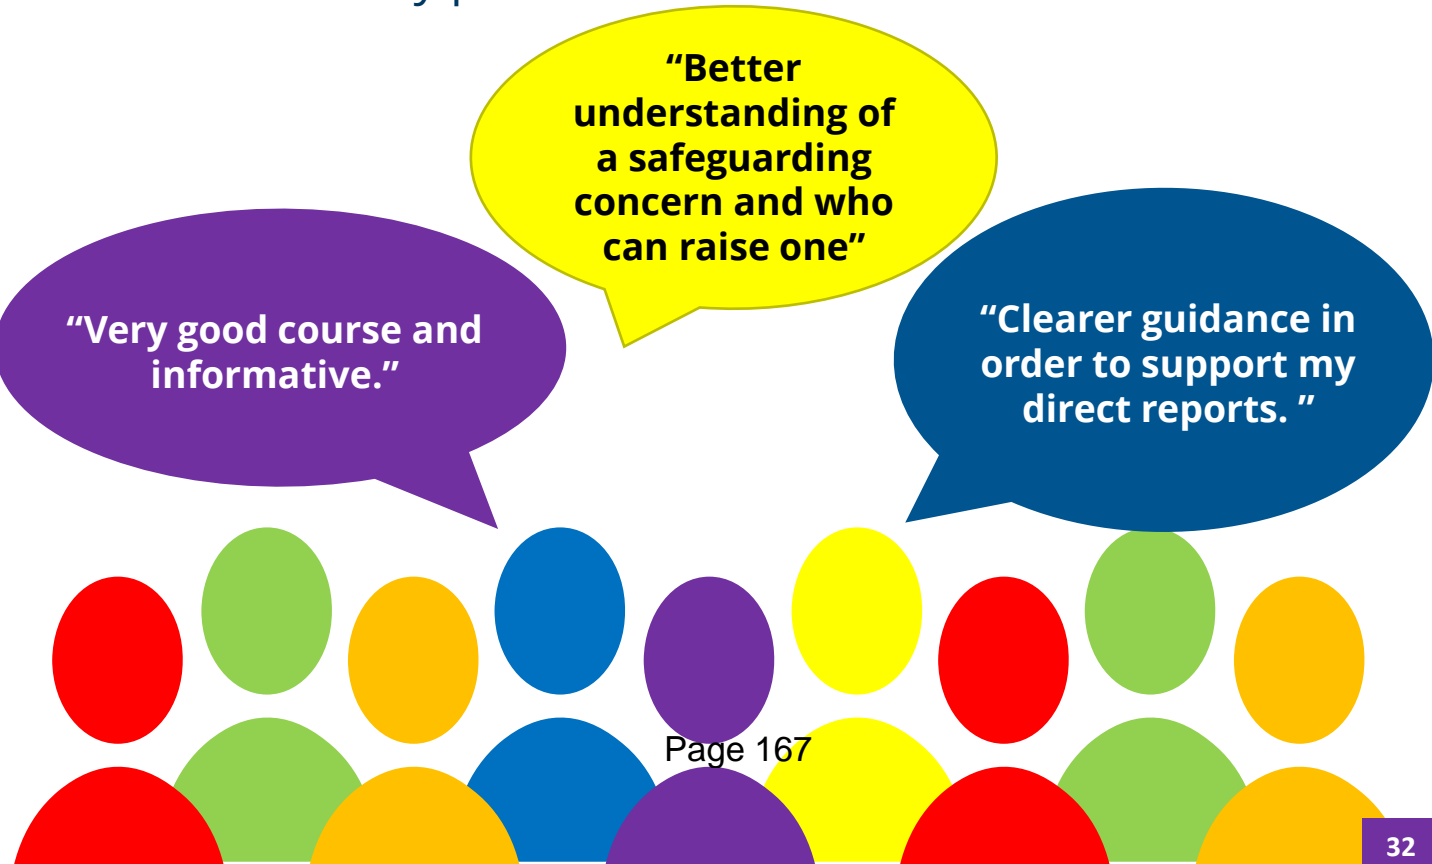 “Very good course and
informative.”
“Better
understanding of
a safeguarding
concern and who
can raise one”
“Clearer guidance in
order to support my
direct reports. ”
Page 167
32